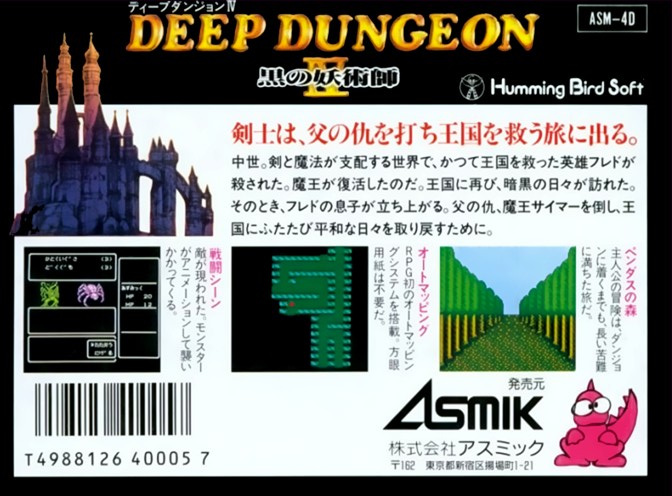 ディープダンジョンⅣ
ASM-4D
DEEP DUNGEON
IV
黒の妖術師
Humming Bird Soft
剣士は、父の仇を打ち王国を救う旅に出る。
中世。剣と魔法が支配する世界で、かつて王国を救った英雄フレドが
殺された。魔王が復活したのだ。王国に再び、暗黒の日々が訪れた。
そのとき、フレドの息子が立ち上がる。父の仇、魔王サイマーを倒し、王
国にふたたび平和な日々を取り戻すために。
戦闘シーン
敵が現われた。モンスター
がアニメーションして襲い
かかってくる。
HP 20
MP 12
オートマッピング
RPG初のオートマッピン
グシステムを搭載。方眼
用紙は不要だ。
ベンダスの森
主人公の冒険は、ダンジョ
ンに着くまでも、長い苦難
に満ちた旅だ。
発売元
ASMIK
株式会社 アスミック
〒162 東京都新宿区揚場町1-21
T4988126 40005 7